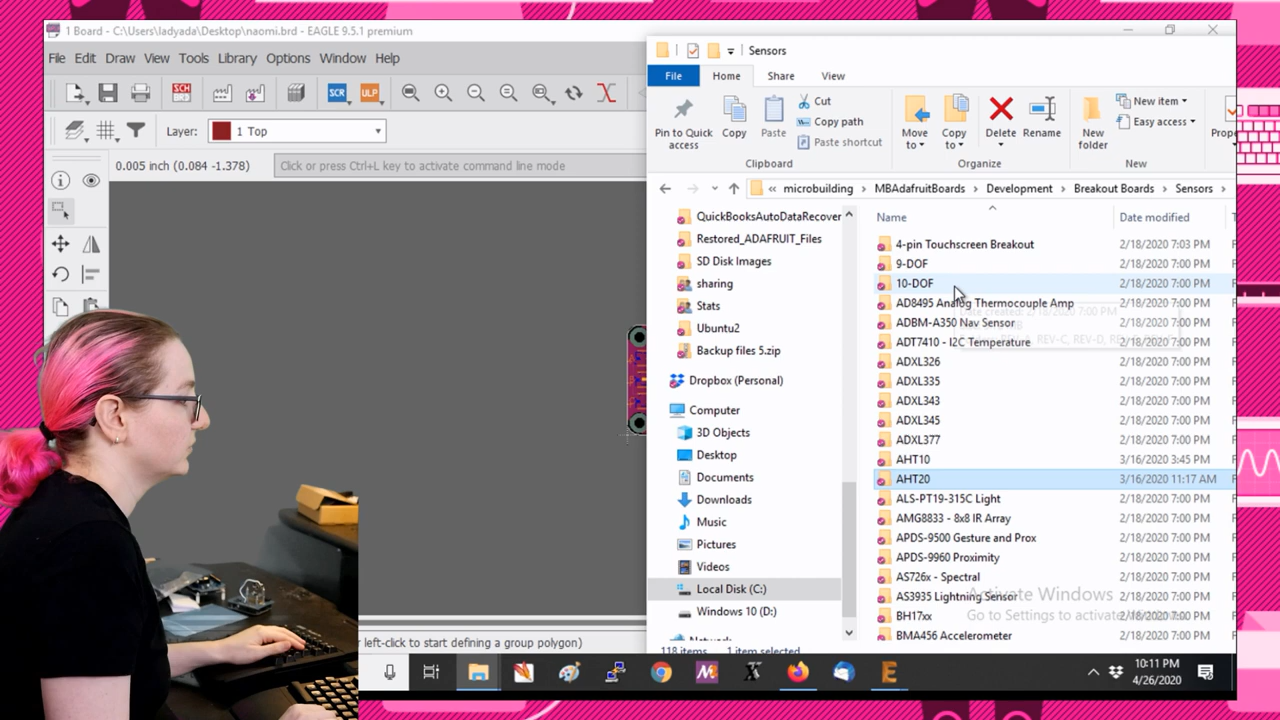 1 Board - C:\Users\ladyada\Desktop\naomi.brd - EAGLE 9.5.1 premium
File Edit Draw View Tools Library Options Window Help
SCH SCR ULP
Layer: 1 Top
0.005 inch (0.084 -1.378) Click or press Ctrl+L key to activate command line mode
left-click to start defining a group polygon)
Sensors
File Home Share View
Pin to Quick access
Copy
Paste
Cut
Copy path
Paste shortcut
Clipboard
Move to
Copy to
Delete
Rename
Organize
New folder
New item
Easy access
New
« microbuilding > MBAdafruitBoards > Development > Breakout Boards > Sensors >
QuickBooksAutoDataRecover
Restored_ADAFRUIT_Files
SD Disk Images
sharing
Stats
Ubuntu2
Backup files 5.zip
Dropbox (Personal)
Computer
3D Objects
Desktop
Documents
Downloads
Music
Pictures
Videos
Local Disk (C:)
Windows 10 (D:)
Name Date modified
4-pin Touchscreen Breakout 2/18/2020 7:03 PM
9-DOF 2/18/2020 7:00 PM
10-DOF 2/18/2020 7:00 PM
AD8495 Analog Thermocouple Amp 2/18/2020 7:00 PM
Date created: 2/18/2020 7:00 PM
ADBM-A350 Nav Sensor 2/18/2020 7:00 PM
ADT7410 - I2C Temperature 2/18/2020 7:00 PM
REV-C, REV-D,
ADXL326 2/18/2020 7:00 PM
ADXL335 2/18/2020 7:00 PM
ADXL343 2/18/2020 7:00 PM
ADXL345 2/18/2020 7:00 PM
ADXL377 2/18/2020 7:00 PM
AHT10 3/16/2020 3:45 PM
AHT20 3/16/2020 11:17 AM
ALS-PT19-315C Light 2/18/2020 7:00 PM
AMG8833 - 8x8 IR Array 2/18/2020 7:00 PM
APDS-9500 Gesture and Prox 2/18/2020 7:00 PM
APDS-9960 Proximity 2/18/2020 7:00 PM
AS726x - Spectral 2/18/2020 7:00 PM
AS3935 Lightning Sensor 2/18/2020 7:00 PM
BH17xx 2/18/2020 7:00 PM
BMA456 Accelerometer 2/18/2020 7:00 PM
Activate Windows
Go to Settings to activate Windows.
118 items 1 item selected
10:11 PM
4/26/2020